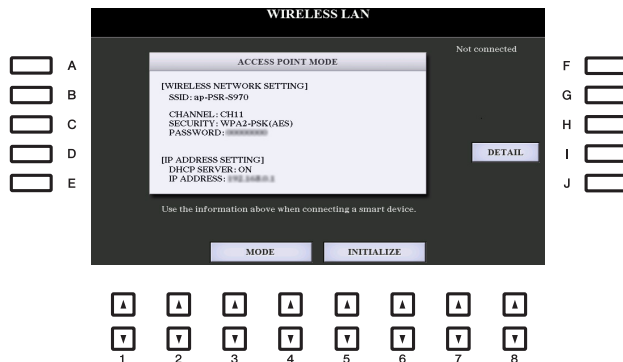 WIRELESS LAN
Not connected
ACCESS POINT MODE
[WIRELESS NETWORK SETTING]
SSID: ap-PSR-S970
CHANNEL: CH11
SECURITY: WPA2-PSK(AES)
PASSWORD:
[IP ADDRESS SETTING]
DHCP SERVER: ON
IP ADDRESS:
Use the information above when connecting a smart device.
DETAIL
MODE INITIALIZE
A
B
C
D
E
F
G
H
I
J
1 2 3 4 5 6 7 8